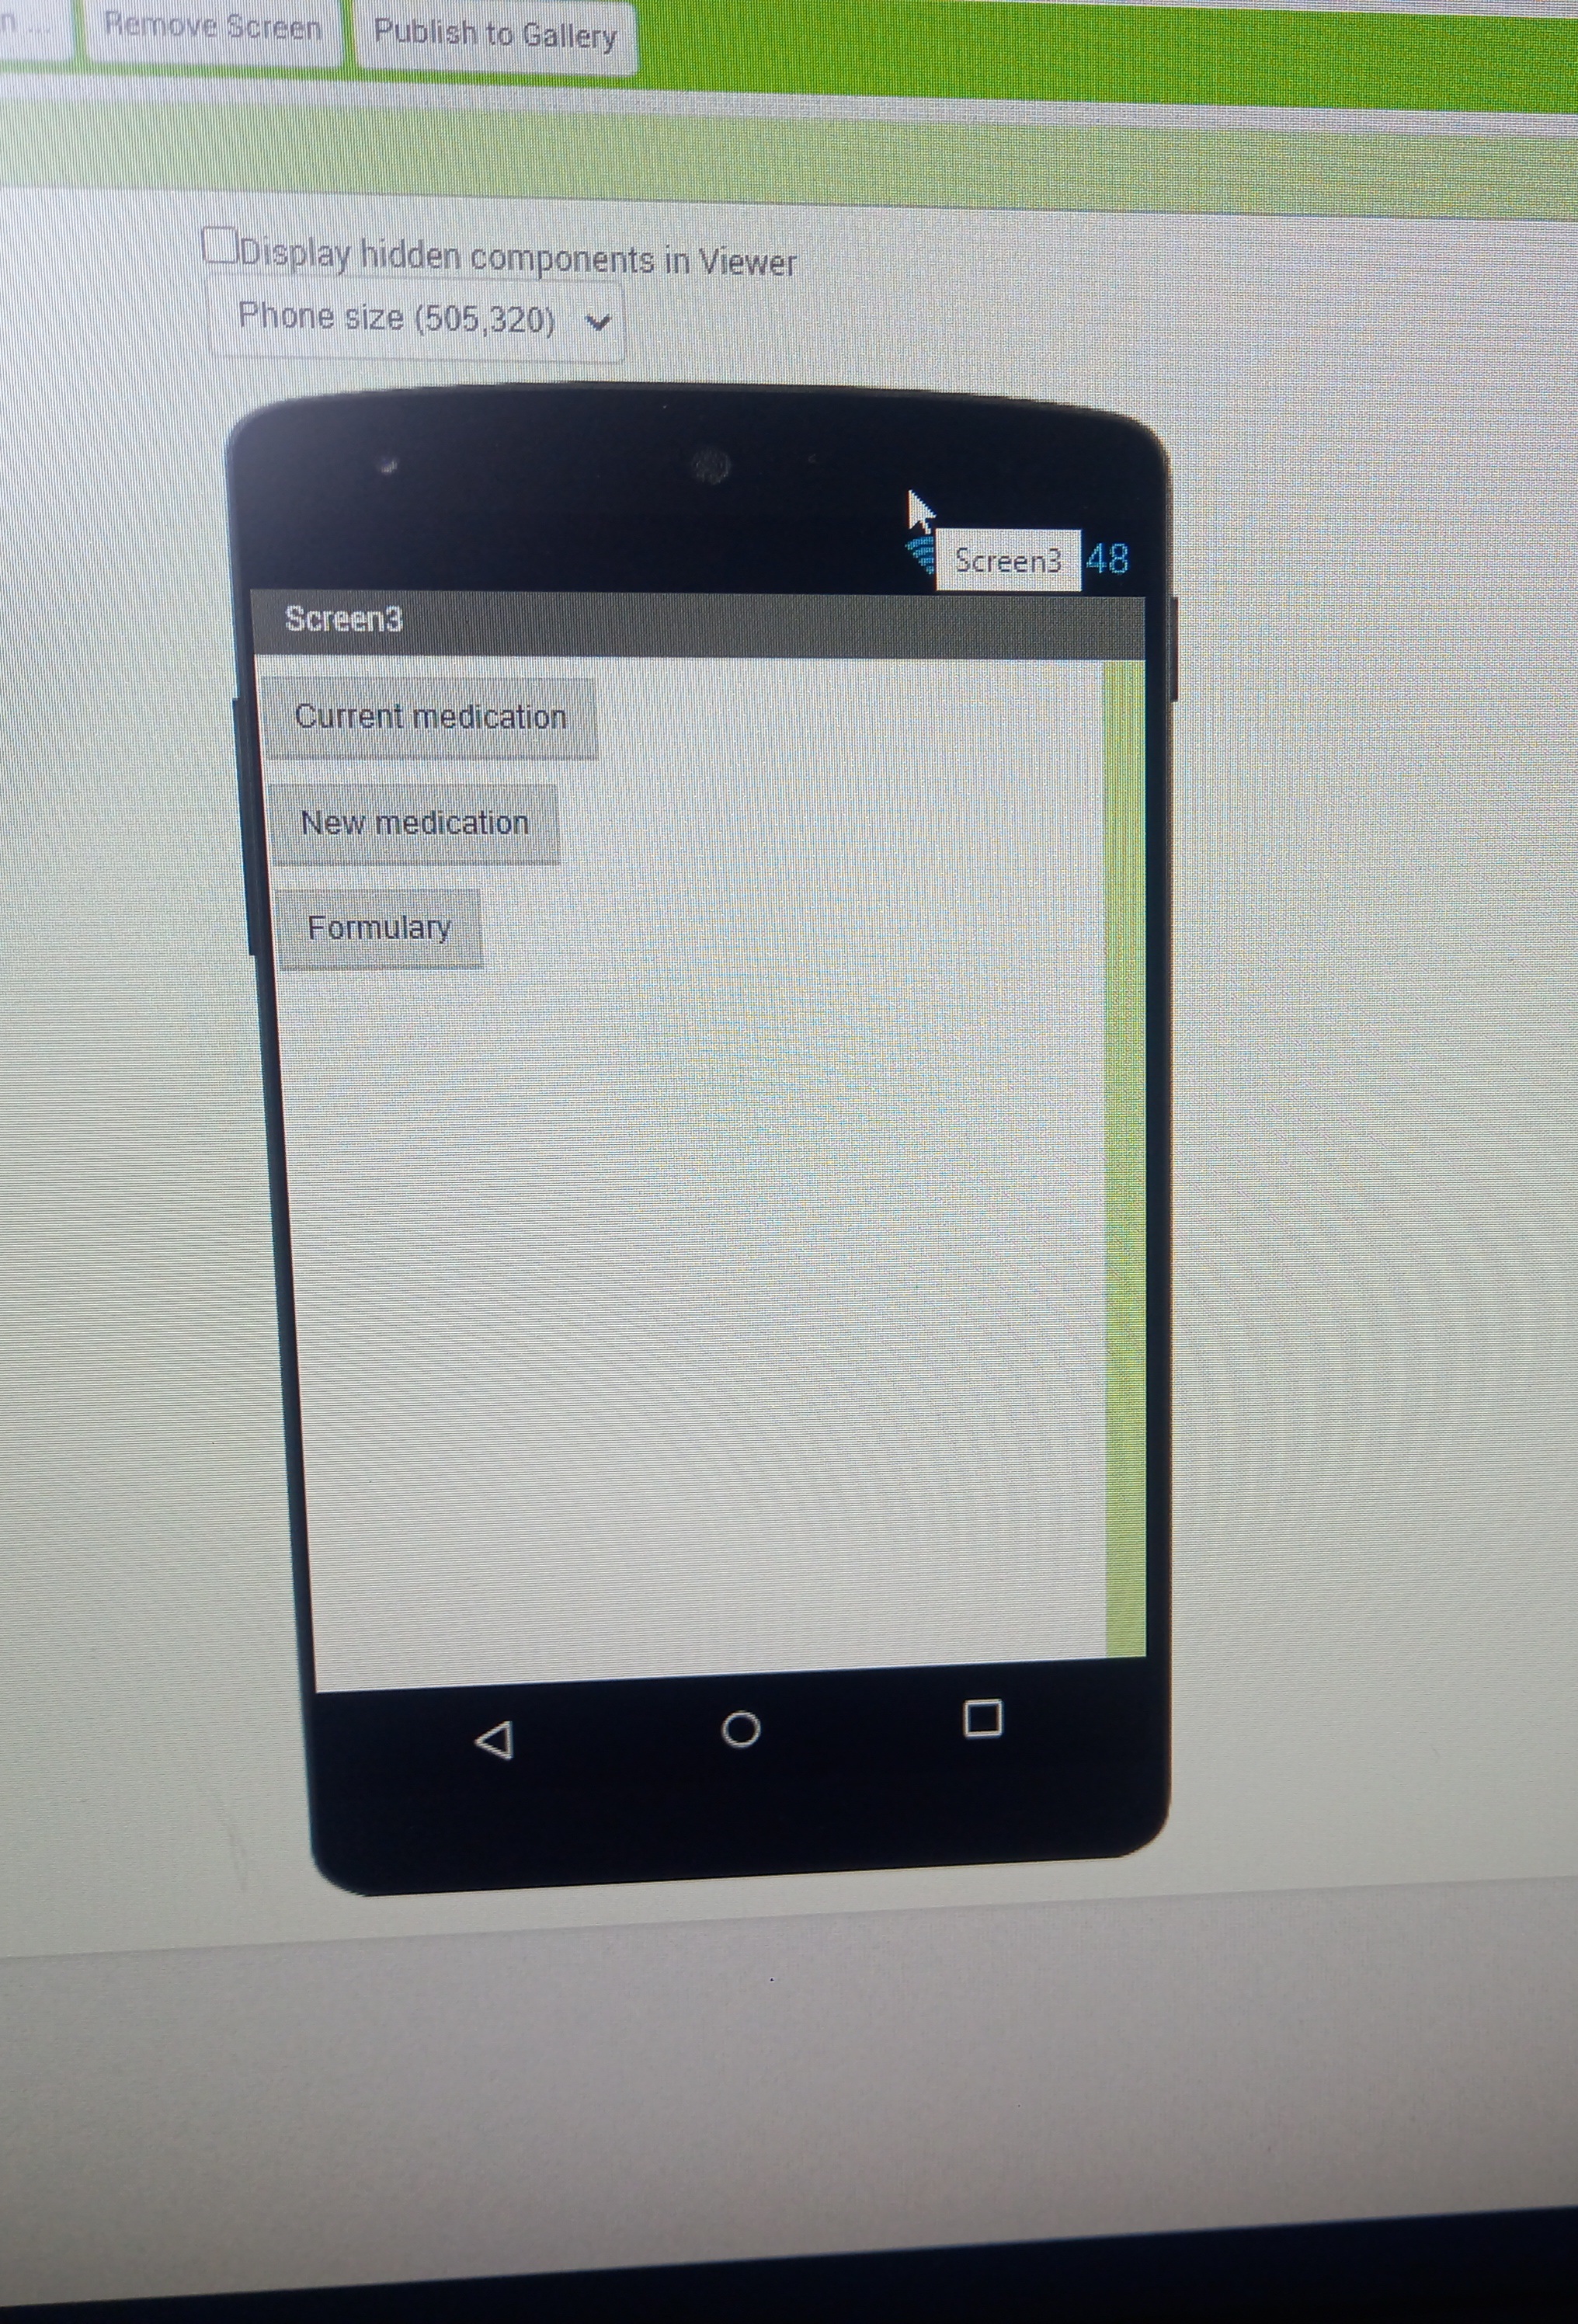 Remove Screen Publish to Gallery
Display hidden components in Viewer
Phone size (505,320)
Screen3 48
Screen3
Current medication
New medication
Formulary